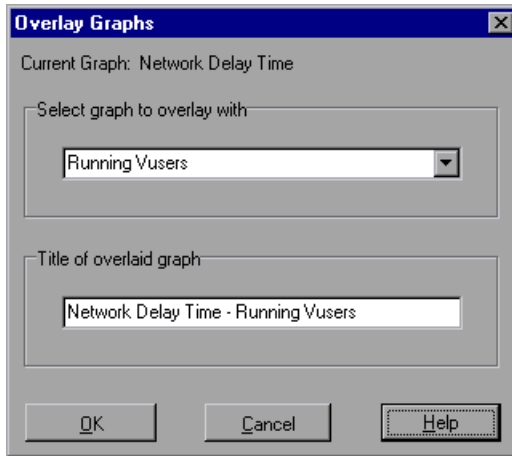 Overlay Graphs
Current Graph: Network Delay Time
Select graph to overlay with
Running Vusers
Title of overlaid graph
Network Delay Time - Running Vusers
OK Cancel Help